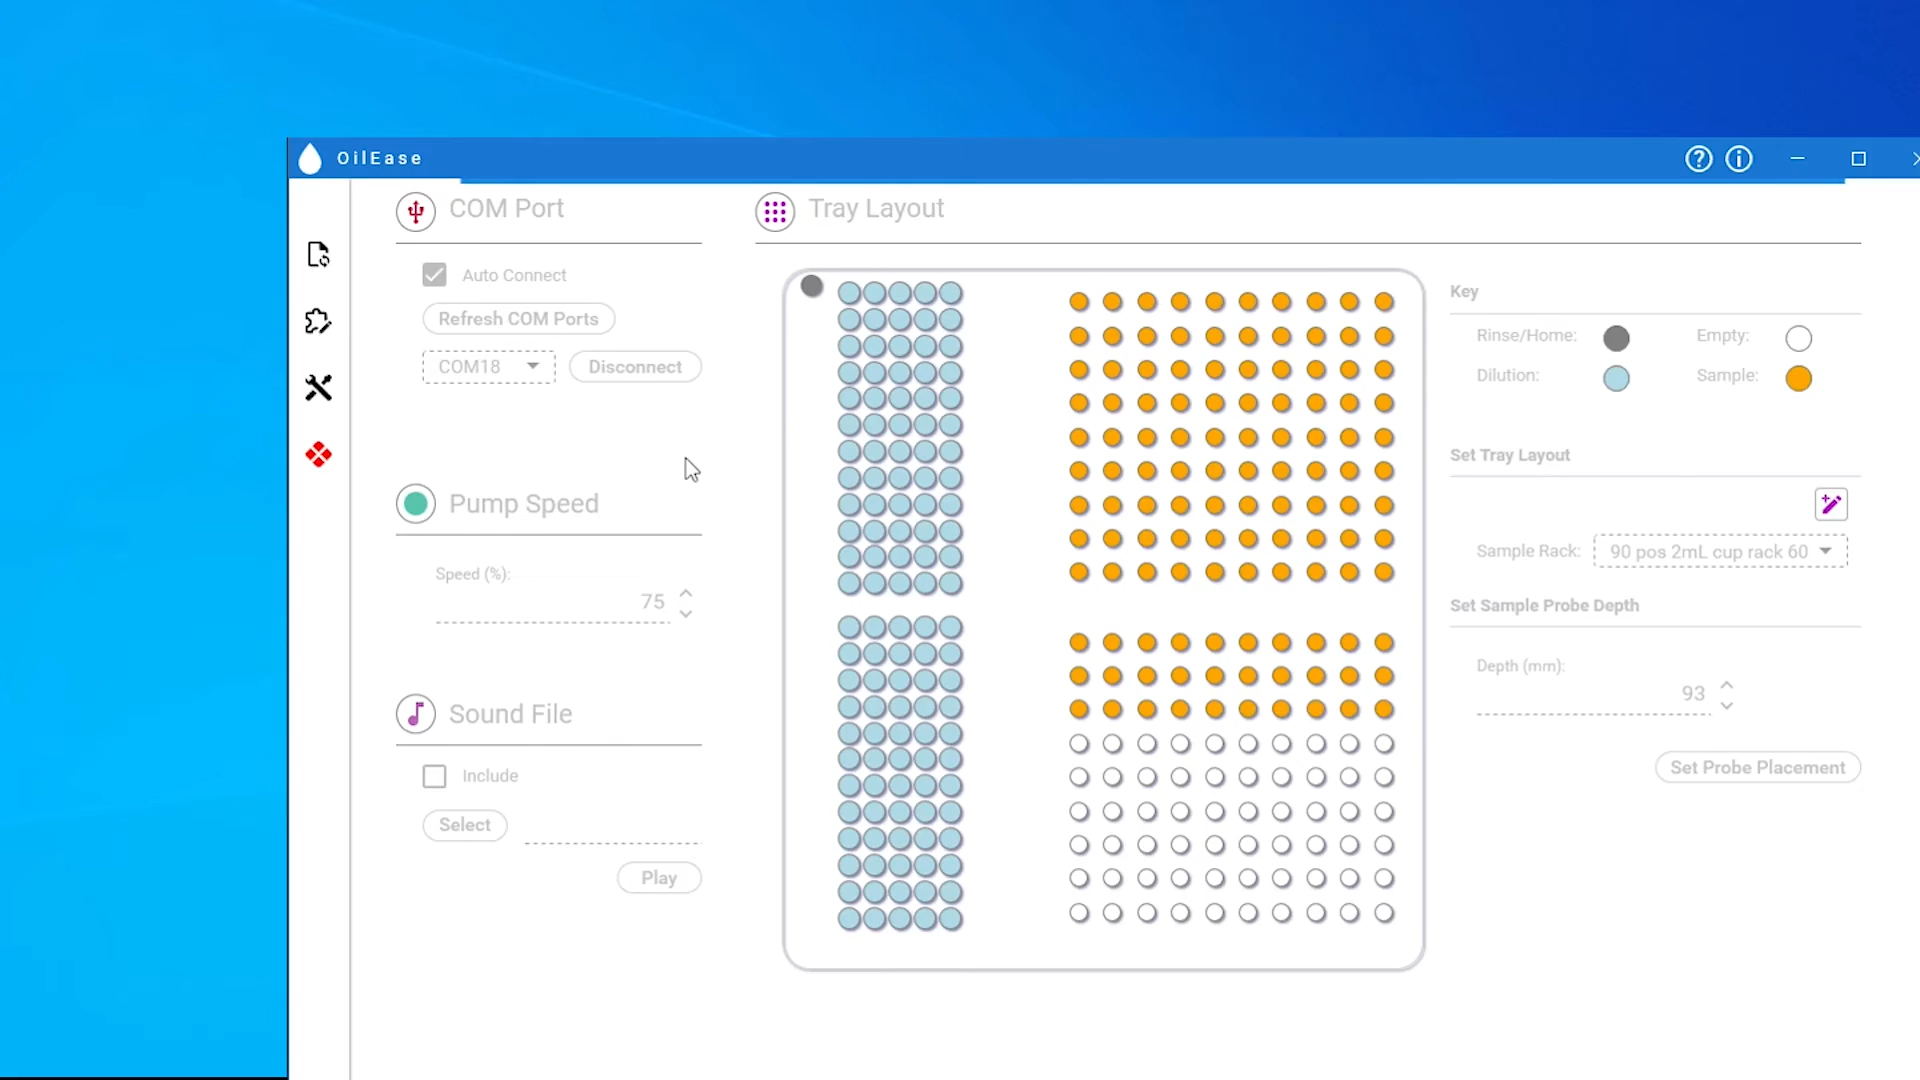 OilEase
COM Port
Auto Connect
Refresh COM Ports
COM18
Disconnect
Pump Speed
Speed (%):
75
Sound File
Include
Select
Play
Tray Layout
Key
Rinse/Home:
Empty:
Dilution:
Sample:
Set Tray Layout
Sample Rack:
90 pos 2mL cup rack 60
Set Sample Probe Depth
Depth (mm):
93
Set Probe Placement